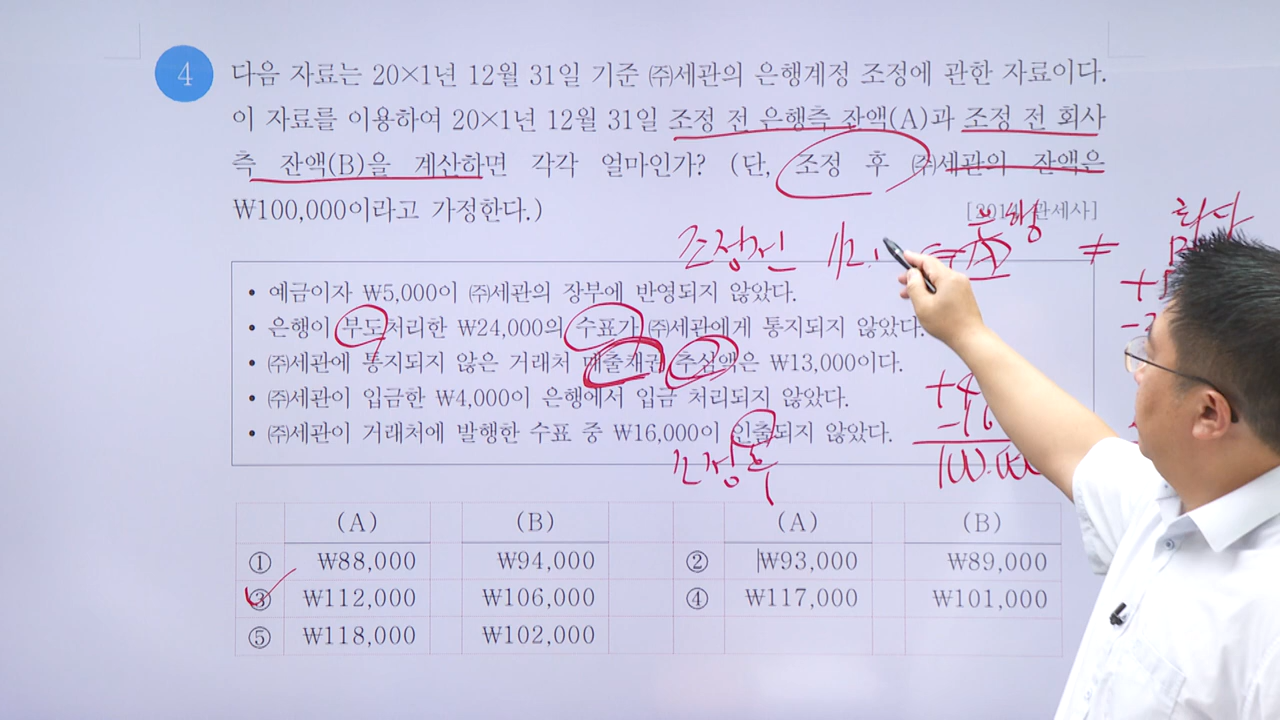 4
다음 자료는 20×1년 12월 31일 기준 ㈜세관의 은행계정 조정에 관한 자료이다.
이 자료를 이용하여 20×1년 12월 31일 조정 전 은행측 잔액(A)과 조정 전 회사
측 잔액(B)을 계산하면 각각 얼마인가? (단, 조정 후 ㈜세관의 잔액은
₩100,000이라고 가정한다.)
[2014 관세사]
조정전 112. = A ≠
은행
회사
• 예금이자 ₩5,000이 ㈜세관의 장부에 반영되지 않았다.
• 은행이 부도처리한 ₩24,000의 수표가 ㈜세관에게 통지되지 않았다.
• ㈜세관에 통지되지 않은 거래처 매출채권 추심액은 ₩13,000이다.
• ㈜세관이 입금한 ₩4,000이 은행에서 입금 처리되지 않았다.
• ㈜세관이 거래처에 발행한 수표 중 ₩16,000이 인출되지 않았다.
+4
-16
조정후
(A) (B) (A) (B)
① ₩88,000 ₩94,000 ② ₩93,000 ₩89,000
③ ₩112,000 ₩106,000 ④ ₩117,000 ₩101,000
⑤ ₩118,000 ₩102,000